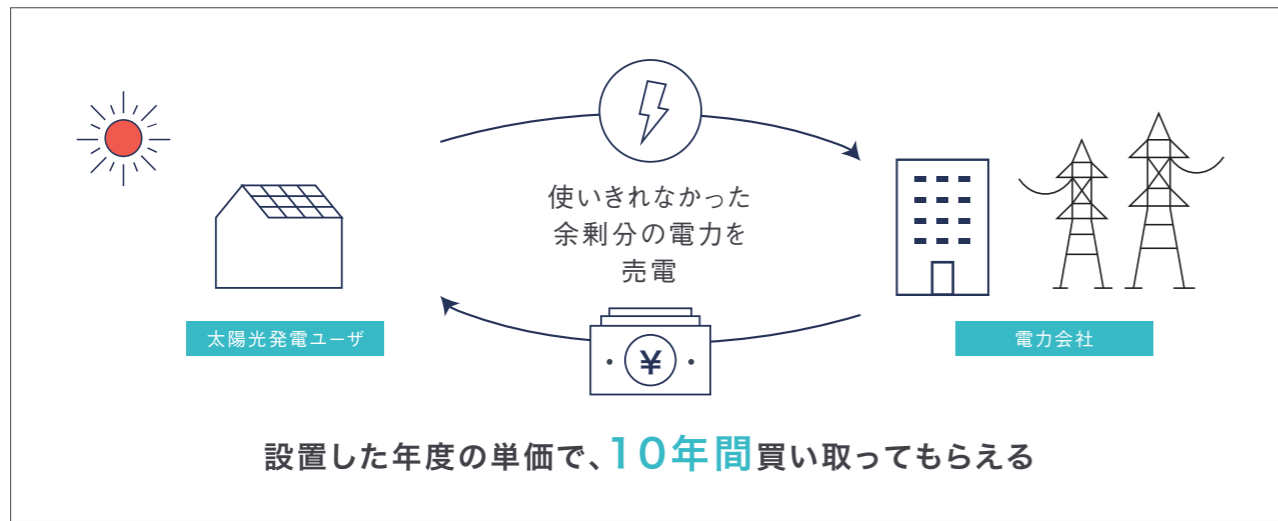 使いきれなかった
余剰分の電力を
売電
太陽光発電ユーザ
¥
電力会社
設置した年度の単価で、10年間買い取ってもらえる